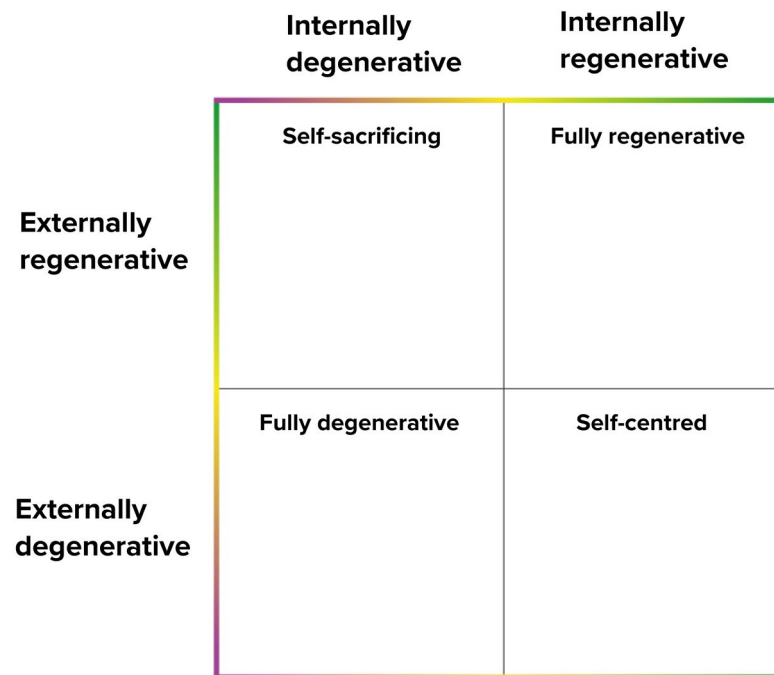 Internally
degenerative
Internally
regenerative
Self-sacrificing
Fully regenerative
Externally
regenerative
Fully degenerative
Self-centred
Externally
degenerative